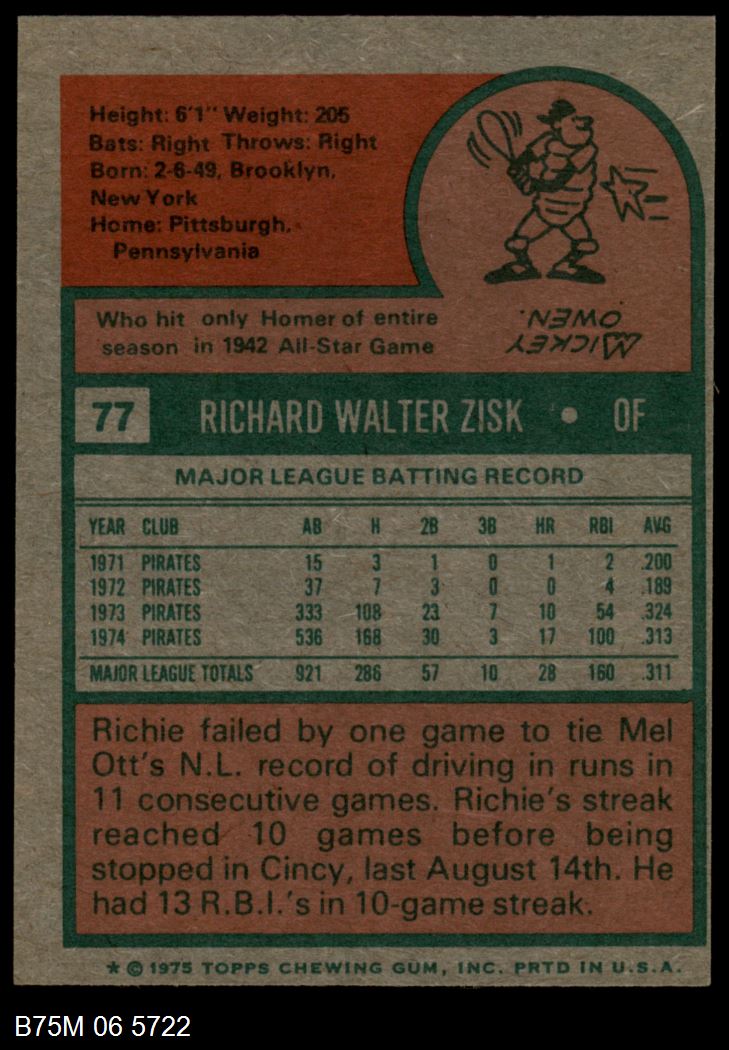 Height: 6'1" Weight: 205
Bats: Right Throws: Right
Born: 2-6-49, Brooklyn,
New York
Home: Pittsburgh,
Pennsylvania
Who hit only Homer of entire
season in 1942 All-Star Game
MICKEY
OWEN.
77 RICHARD WALTER ZISK • OF
MAJOR LEAGUE BATTING RECORD
YEAR CLUB AB H 2B 3B HR RBI AVG
1971 PIRATES 15 3 1 0 1 2 .200
1972 PIRATES 37 7 3 0 0 4 .189
1973 PIRATES 333 108 23 7 10 54 .324
1974 PIRATES 536 168 30 3 17 100 .313
MAJOR LEAGUE TOTALS 921 286 57 10 28 160 .311
Richie failed by one game to tie Mel
Ott's N.L. record of driving in runs in
11 consecutive games. Richie's streak
reached 10 games before being
stopped in Cincy, last August 14th. He
had 13 R.B.I.'s in 10-game streak.
* © 1975 TOPPS CHEWING GUM, INC. PRTD IN U.S.A.
B75M 06 5722